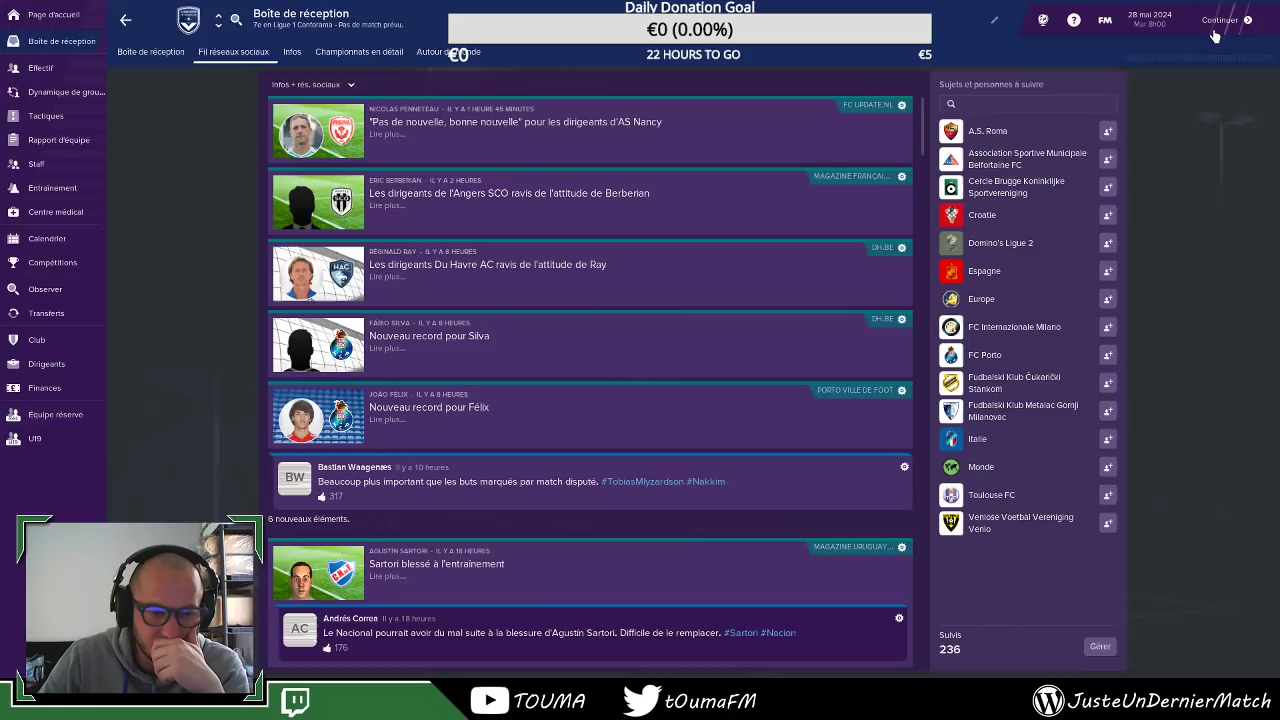 Daily Donation Goal
€0 (0.00%)
€0
22 HOURS TO GO
€5
Boîte de réception
7e en Ligue 1 Conforama - Pas de match prévu.
FM
28 mai 2024
Mar 8h00
Continuer
Page d'accueil
Boîte de réception
Effectif
Dynamique de grou...
Tactiques
Rapport d'équipe
Staff
Entraînement
Centre médical
Calendrier
Compétitions
Observer
Transferts
Club
Dirigeants
Finances
Équipe réserve
U19
Boîte de réception
Fil réseaux sociaux
Infos
Championnats en détail
Infos + rés. sociaux
NICOLAS PENNETEAU - IL Y A 1 HEURE 45 MINUTES
FC UPDATE.NL
"Pas de nouvelle, bonne nouvelle" pour les dirigeants d'AS Nancy
Lire plus...
ERIC BERBERIAN - IL Y A 2 HEURES
MAGAZINE FRANÇAI...
Les dirigeants de l'Angers SCO ravis de l'attitude de Berberian
Lire plus...
RÉGINALD RAY - IL Y A 8 HEURES
DH.BE
Les dirigeants Du Havre AC ravis de l'attitude de Ray
Lire plus...
FÁBIO SILVA - IL Y A 8 HEURES
DH.BE
Nouveau record pour Silva
Lire plus...
JOÃO FÉLIX - IL Y A 8 HEURES
PORTO VILLE DE FOOT
Nouveau record pour Félix
Lire plus...
BW
Bastian Waagenæs Il y a 10 heures
Beaucoup plus important que les buts marqués par match disputé. #TobiasMlyzardson #Nakkim
317
6 nouveaux éléments.
AGUSTÍN SARTORI - IL Y A 18 HEURES
MAGAZINE URUGUAY...
Sartori blessé à l'entraînement
Lire plus...
AC
Andrés Correa Il y a 18 heures
Le Nacional pourrait avoir du mal suite à la blessure d'Agustín Sartori. Difficile de le remplacer. #Sartori #Nacion
176
Sujets et personnes à suivre
A.S. Roma
Association Sportive Municipale
Belfortaine FC
Cercle Brugge Koninklijke
Sportvereniging
Croatie
Domino's Ligue 2
Espagne
Europe
FC Internazionale Milano
FC Porto
Fudbalski Klub Čukarički
Stankom
Fudbalski Klub Metalac Gornji
Milanovac
Italie
Monde
Toulouse FC
Venlose Voetbal Vereniging
Venlo
Suivis
236
Gérer
TOUMA
tOumaFM
JusteUnDernierMatch